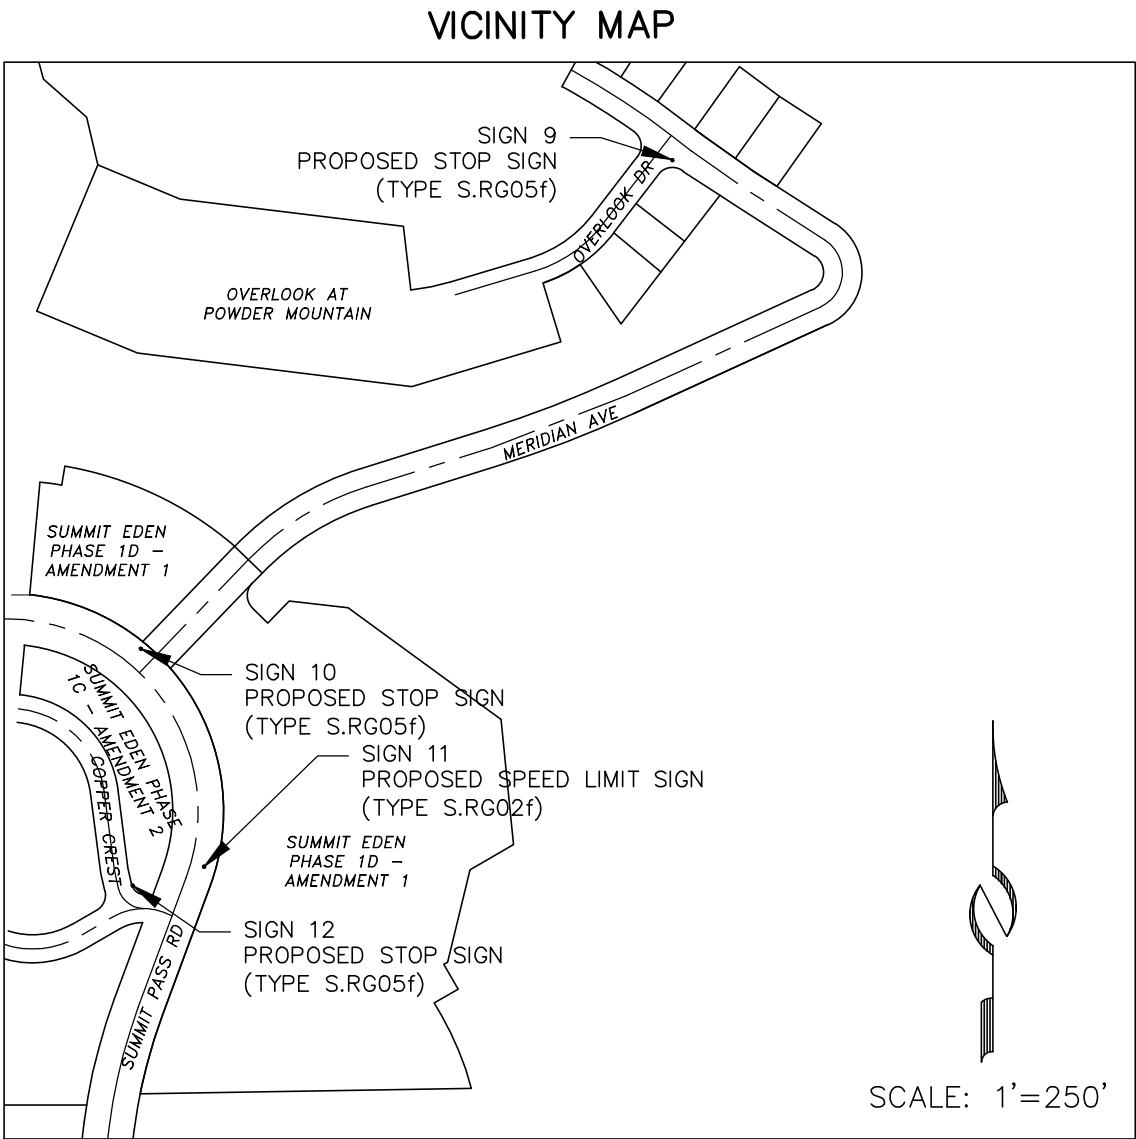 VICINITY MAP
SIGN 9
PROPOSED STOP SIGN
(TYPE S.RG05f)
OVERLOOK DR
OVERLOOK AT
POWDER MOUNTAIN
MERIDIAN AVE
SUMMIT EDEN
PHASE 1D -
AMENDMENT 1
SIGN 10
PROPOSED STOP SIGN
(TYPE S.RG05f)
SUMMIT EDEN PHASE
1C - AMENDMENT 2
COPPER CREST
SIGN 11
PROPOSED SPEED LIMIT SIGN
(TYPE S.RG02f)
SUMMIT EDEN
PHASE 1D -
AMENDMENT 1
SIGN 12
PROPOSED STOP SIGN
(TYPE S.RG05f)
SUMMIT PASS RD
SCALE: 1'=250'